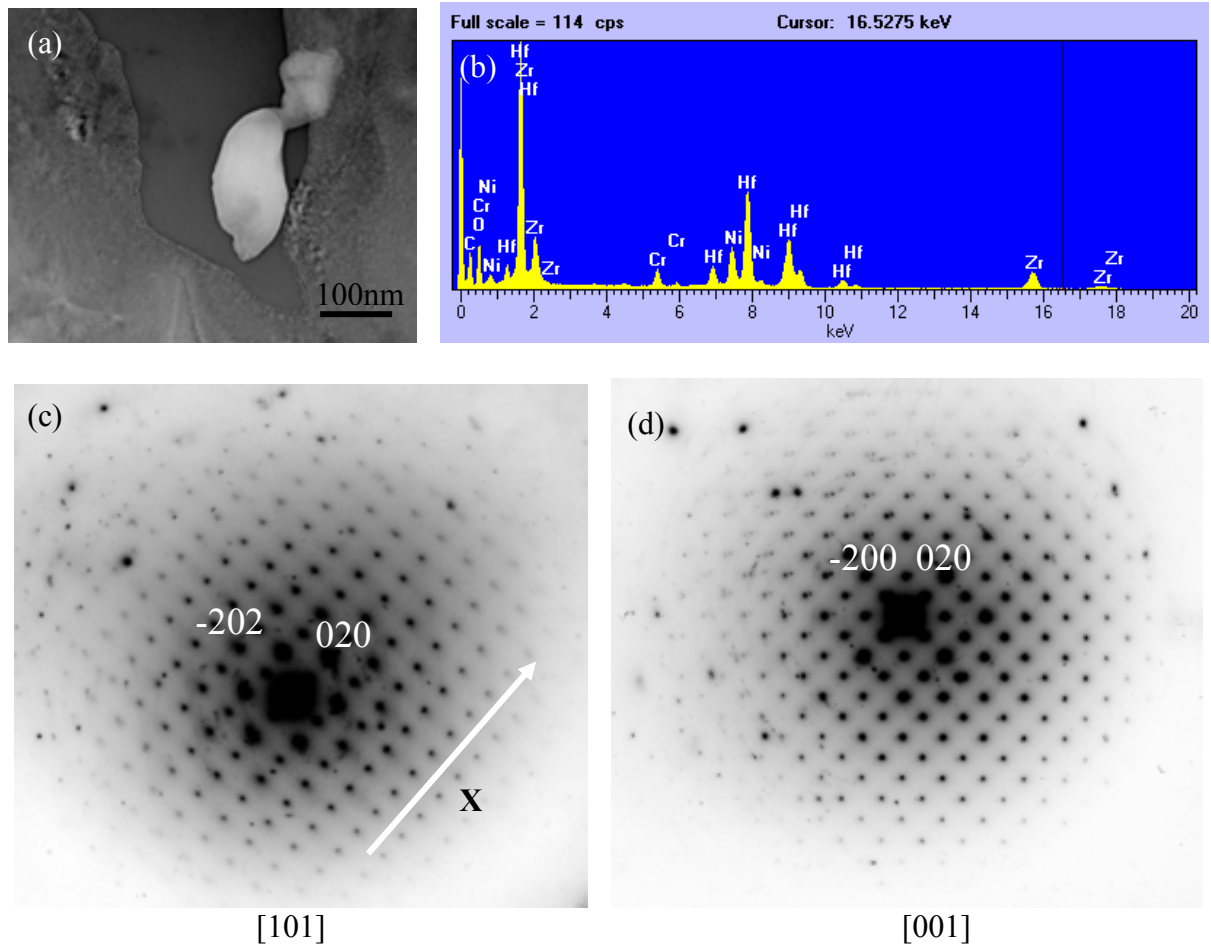 (a)
100nm
Full scale = 114 cps Cursor: 16.5275 keV
(b)
Hf
Zr
Hf
Ni
Cr
O
C
Ni
Hf
Zr
Zr
Cr
Cr
Hf
Ni
Hf
Ni
Hf
Hf
Hf
Hf
Zr
Zr
Zr
0 2 4 6 8 10 12 14 16 18 20
keV
(c)
-202 020
X
[101]
(d)
-200 020
[001]